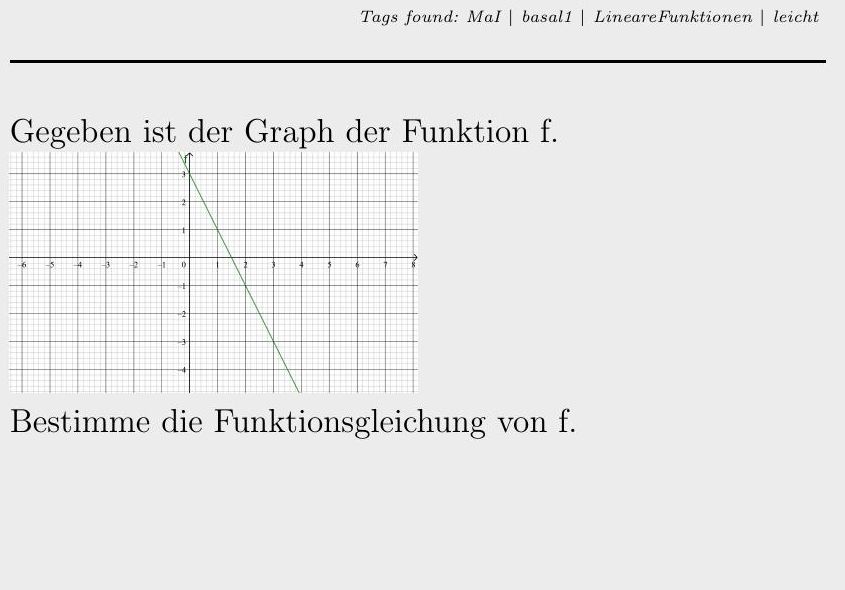 Tags found: MaI | basal1 | LineareFunktionen | leicht
Gegeben ist der Graph der Funktion f.
f
3
2
1
-6 -5 -4 -3 -2 -1 0 1 2 3 4 5 6 7 8
-1
-2
-3
-4
Bestimme die Funktionsgleichung von f.